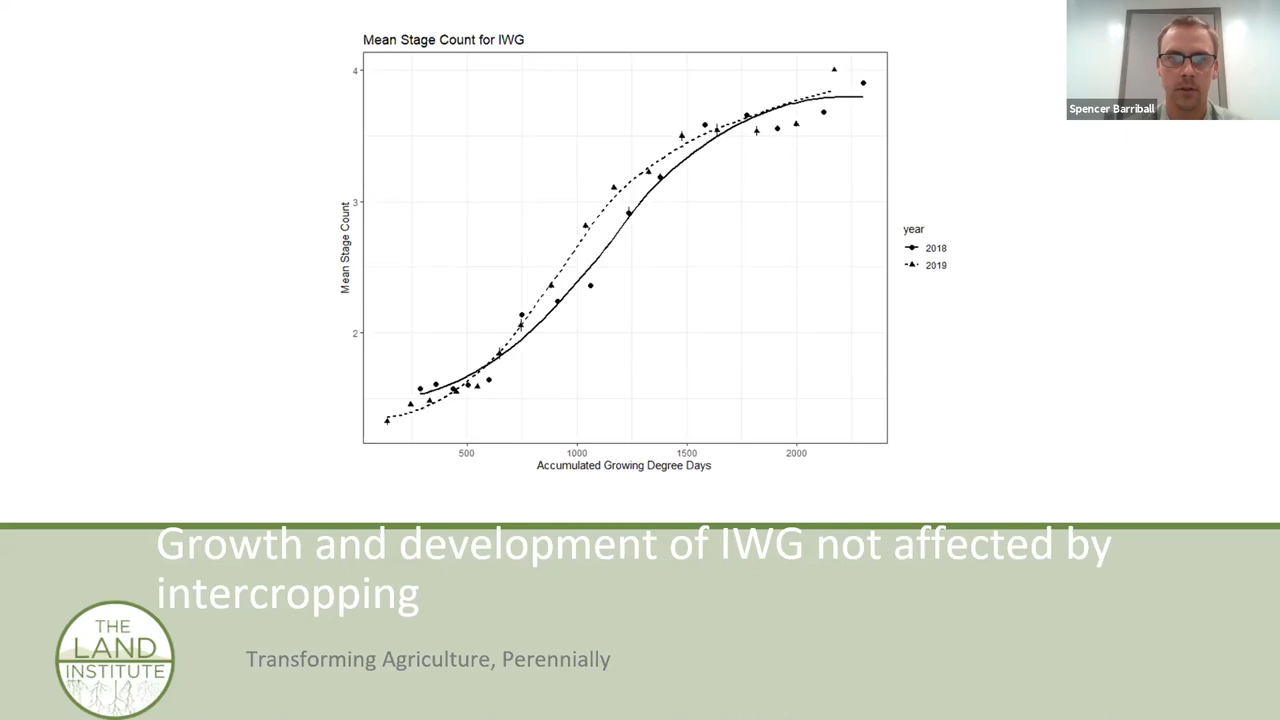 Mean Stage Count for IWG
4
3
2
Mean Stage Count
500
1000
1500
2000
Accumulated Growing Degree Days
year
2018
2019
Spencer Barriball
Growth and development of IWG not affected by
intercropping
THE
LAND
INSTITUTE
Transforming Agriculture, Perennially